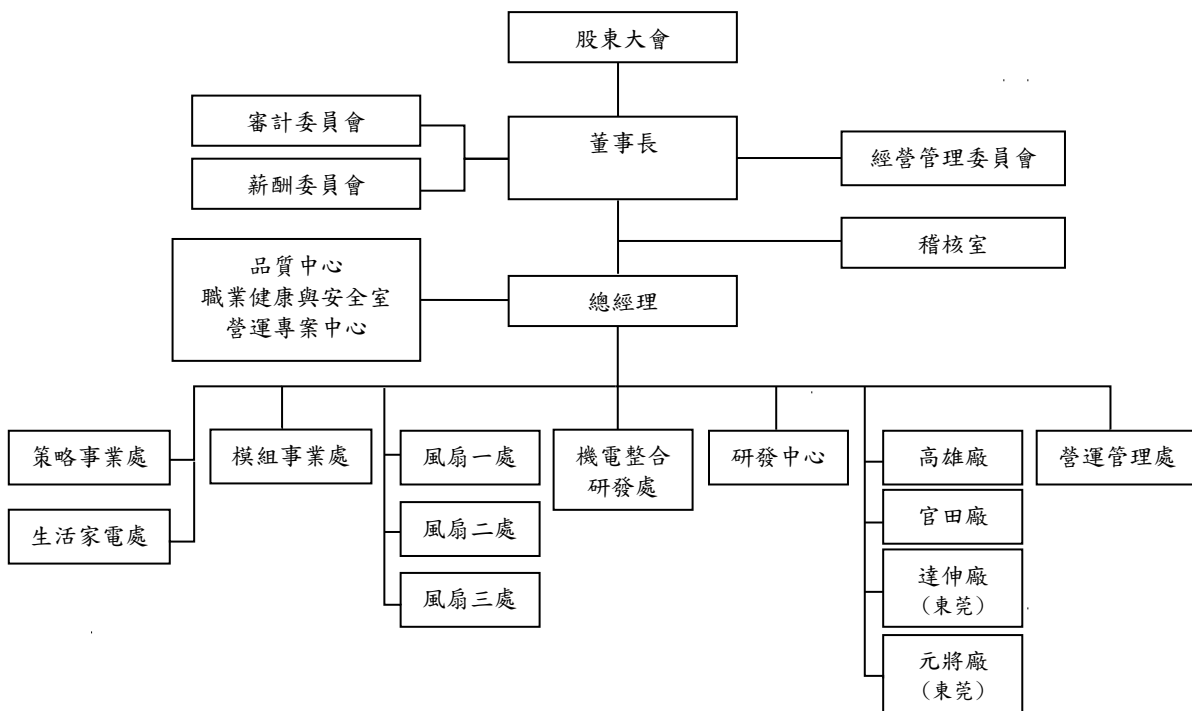 股東大會
審計委員會
董事長
經營管理委員會
薪酬委員會
稽核室
品質中心
職業健康與安全室
營運專案中心
總經理
策略事業處
模組事業處
風扇一處
機電整合
研發處
研發中心
高雄廠
營運管理處
生活家電處
風扇二處
官田廠
風扇三處
達伸廠
（東莞）
元將廠
（東莞）